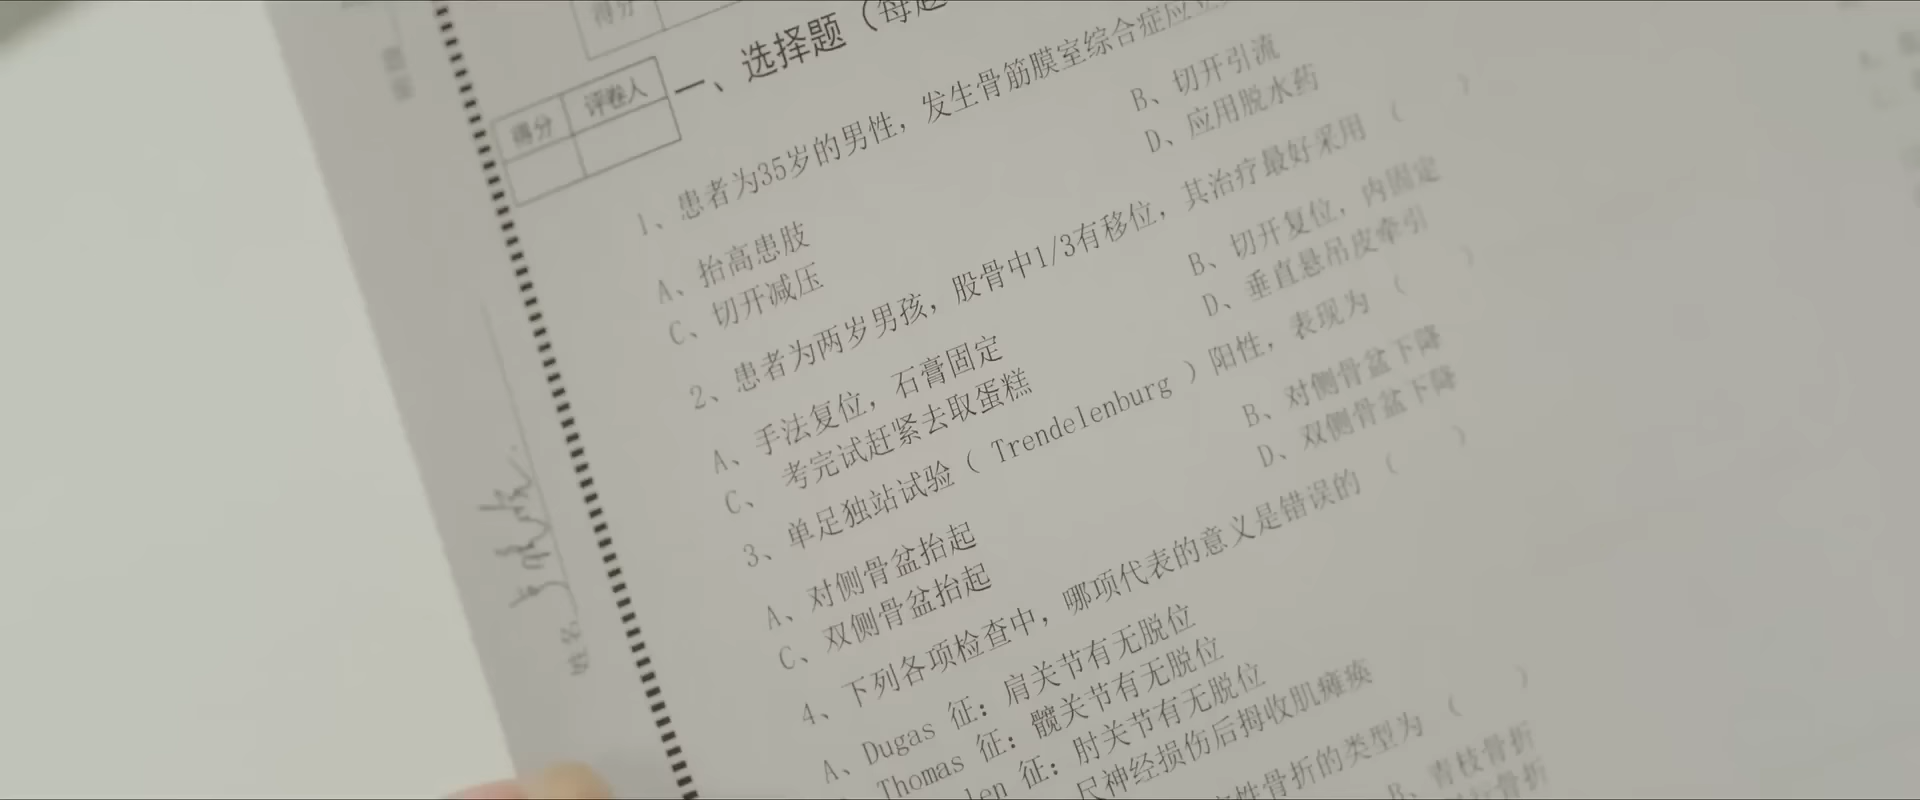 得分
得分 评卷人
一、选择题（每题
1、患者为35岁的男性，发生骨筋膜室综合症应立
A、抬高患肢 B、切开引流
C、切开减压 D、应用脱水药
2、患者为两岁男孩，股骨中1/3有移位，其治疗最好采用（ ）
A、手法复位，石膏固定 B、切开复位，内固定
C、 考完试赶紧去取蛋糕 D、垂直悬吊皮牵引
3、单足独站试验（ Trendelenburg ）阳性，表现为（ ）
A、对侧骨盆抬起 B、对侧骨盆下降
C、双侧骨盆抬起 D、双侧骨盆下降
4、下列各项检查中，哪项代表的意义是错误的（ ）
A、Dugas 征：肩关节有无脱位
Thomas 征：髋关节有无脱位
len 征：肘关节有无脱位
尺神经损伤后拇收肌瘫痪
性骨折的类型为（ ）
B、青枝骨折
行骨折